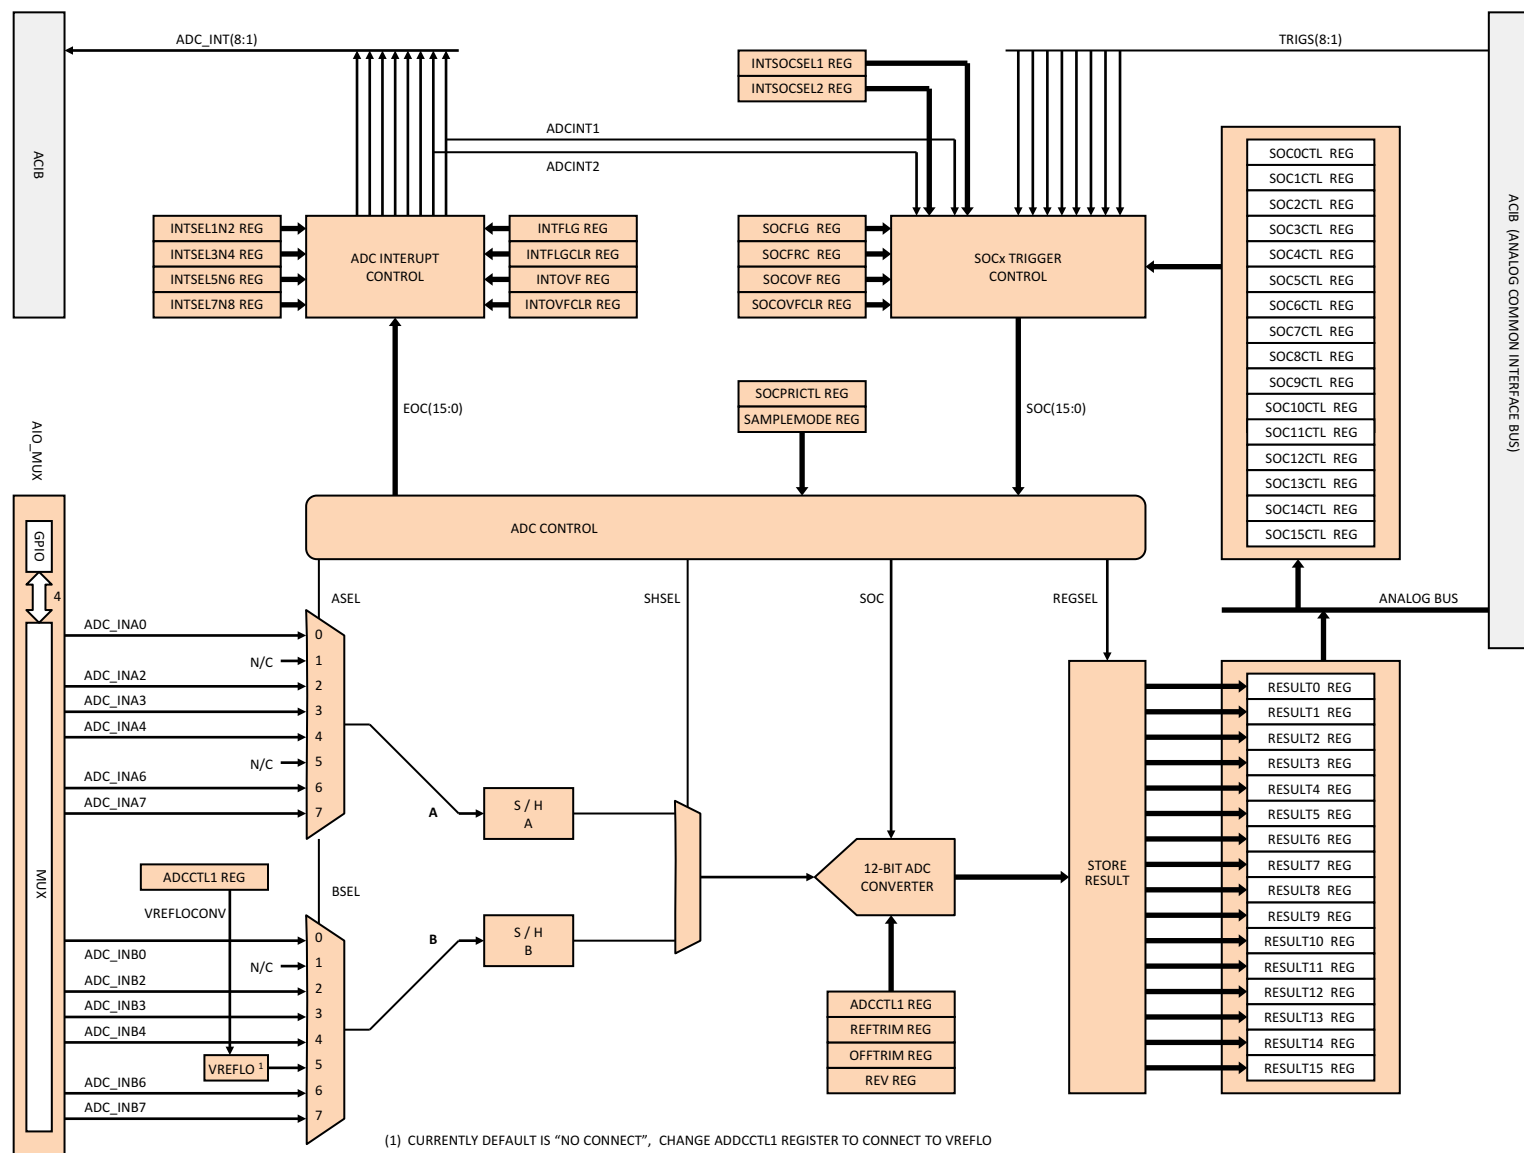 ADC_INT(8:1)
TRIGS(8:1)
INTSOCSEL1 REG
INTSOCSEL2 REG
ADCINT1
ADCINT2
ACIB
ACIB (ANALOG COMMON INTERFACE BUS)
INTSEL1N2 REG
INTSEL3N4 REG
INTSEL5N6 REG
INTSEL7N8 REG
ADC INTERUPT
CONTROL
INTFLG REG
INTFLGCLR REG
INTOVF REG
INTOVFCLR REG
SOCFLG REG
SOCFRC REG
SOCOVF REG
SOCOVFCLR REG
SOCx TRIGGER
CONTROL
SOC0CTL REG
SOC1CTL REG
SOC2CTL REG
SOC3CTL REG
SOC4CTL REG
SOC5CTL REG
SOC6CTL REG
SOC7CTL REG
SOC8CTL REG
SOC9CTL REG
SOC10CTL REG
SOC11CTL REG
SOC12CTL REG
SOC13CTL REG
SOC14CTL REG
SOC15CTL REG
EOC(15:0)
SOCPRICTL REG
SAMPLEMODE REG
SOC(15:0)
AIO_MUX
ADC CONTROL
GPIO
4
MUX
ASEL
SHSEL
SOC
REGSEL
ANALOG BUS
ADC_INA0
N/C
ADC_INA2
ADC_INA3
ADC_INA4
N/C
ADC_INA6
ADC_INA7
0
1
2
3
4
5
6
7
A
S / H
A
ADCCTL1 REG
VREFLOCONV
BSEL
ADC_INB0
N/C
ADC_INB2
ADC_INB3
ADC_INB4
VREFLO 1
ADC_INB6
ADC_INB7
0
1
2
3
4
5
6
7
B
S / H
B
12-BIT ADC
CONVERTER
ADCCTL1 REG
REFTRIM REG
OFFTRIM REG
REV REG
STORE
RESULT
RESULT0 REG
RESULT1 REG
RESULT2 REG
RESULT3 REG
RESULT4 REG
RESULT5 REG
RESULT6 REG
RESULT7 REG
RESULT8 REG
RESULT9 REG
RESULT10 REG
RESULT11 REG
RESULT12 REG
RESULT13 REG
RESULT14 REG
RESULT15 REG
(1) CURRENTLY DEFAULT IS “NO CONNECT”, CHANGE ADDCCTL1 REGISTER TO CONNECT TO VREFLO